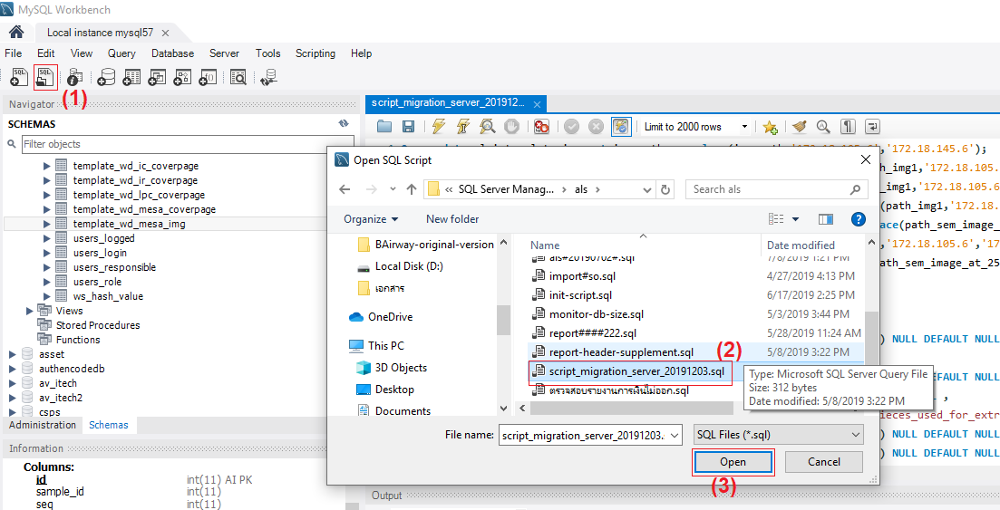 MySQL Workbench
Local instance mysql57
File Edit View Query Database Server Tools Scripting Help
(1)
Navigator
SCHEMAS
Filter objects
template_wd_ic_coverpage
template_wd_ir_coverpage
template_wd_lpc_coverpage
template_wd_mesa_coverpage
template_wd_mesa_img
users_logged
users_login
users_responsible
users_role
ws_hash_value
Views
Stored Procedures
Functions
asset
authencodedb
av_itech
av_itech2
csps
Administration Schemas
Information
Columns:
id int(11) AI PK
sample_id int(11)
seq int(11)
script_migration_server_201912...
Limit to 2000 rows
,'172.18.145.6');
h_img1,'172.18.105.
_img1,'172.18.105.6
(path_img1,'172.18.
ace(path_sem_image_
,'172.18.105.6','17
ath_sem_image_at_25
) NULL DEFAULT NULL
) NULL DEFAULT NULL
,
ieces_used_for_extr
) NULL DEFAULT NULL
) NULL DEFAULT NULL
Open SQL Script
« SQL Server Manag... > als >
Search als
Organize New folder
BAirway-original-version
Local Disk (D:)
เอกสาร
OneDrive
This PC
3D Objects
Desktop
Documents
Name Date modified
als#20190702#.sql 7/8/2019 1:21 PM
import#so.sql 4/27/2019 4:13 PM
init-script.sql 6/17/2019 2:25 PM
monitor-db-size.sql 5/3/2019 3:44 PM
report####222.sql 5/28/2019 11:24 AM
report-header-supplement.sql 5/8/2019 3:22 PM
(2)
script_migration_server_20191203.sql
ตรวจสอบรายงานการเงินไม่ออก.sql
Type: Microsoft SQL Server Query File
Size: 312 bytes
Date modified: 5/8/2019 3:22 PM
File name: script_migration_server_20191203. SQL Files (*.sql)
Open Cancel
(3)
Output